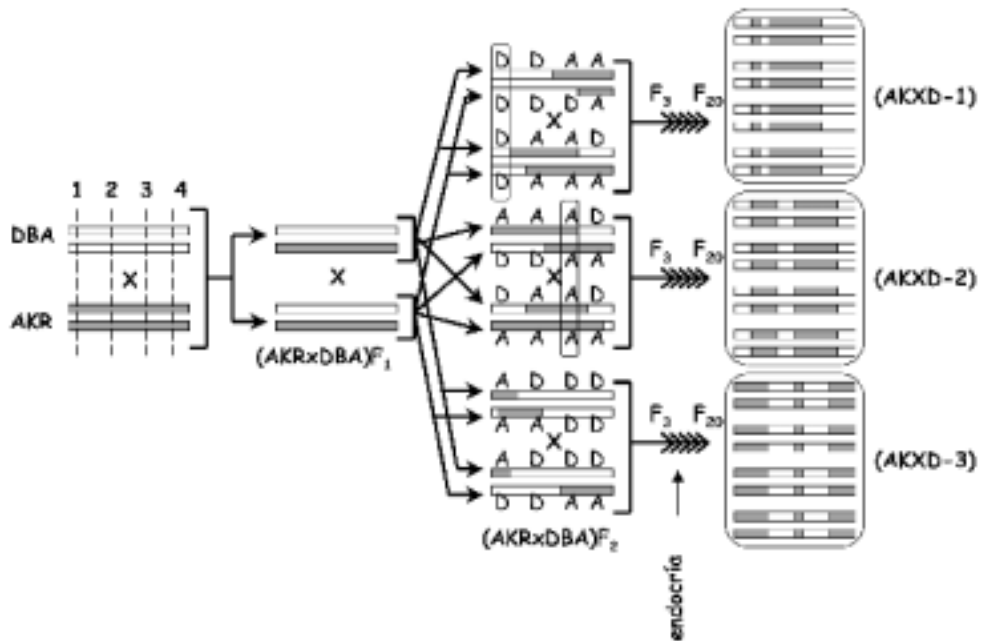 1 2 3 4
DBA
X
AKR
X
(AKRxDBA)F1
D D A A
D D D A
X
D A A D
D A A A
F3 F20
(AKXD-1)
A A A D
D D A A
X
D A A D
A A A A
F3 F20
(AKXD-2)
A D D D
A A D D
X
A D D D
D D A A
(AKRxDBA)F2
F3 F20
(AKXD-3)
endocría